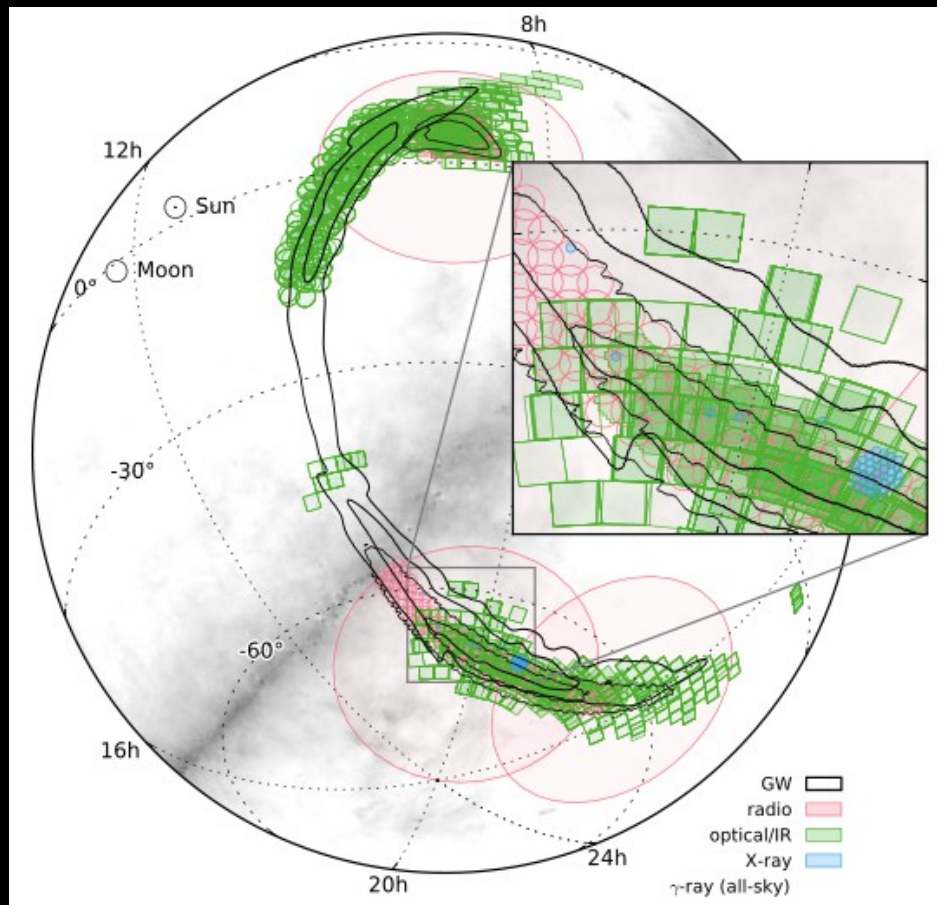 8h
12h
Sun
Moon
0°
-30°
-60°
16h
20h
24h
GW
radio
optical/IR
X-ray
γ-ray (all-sky)